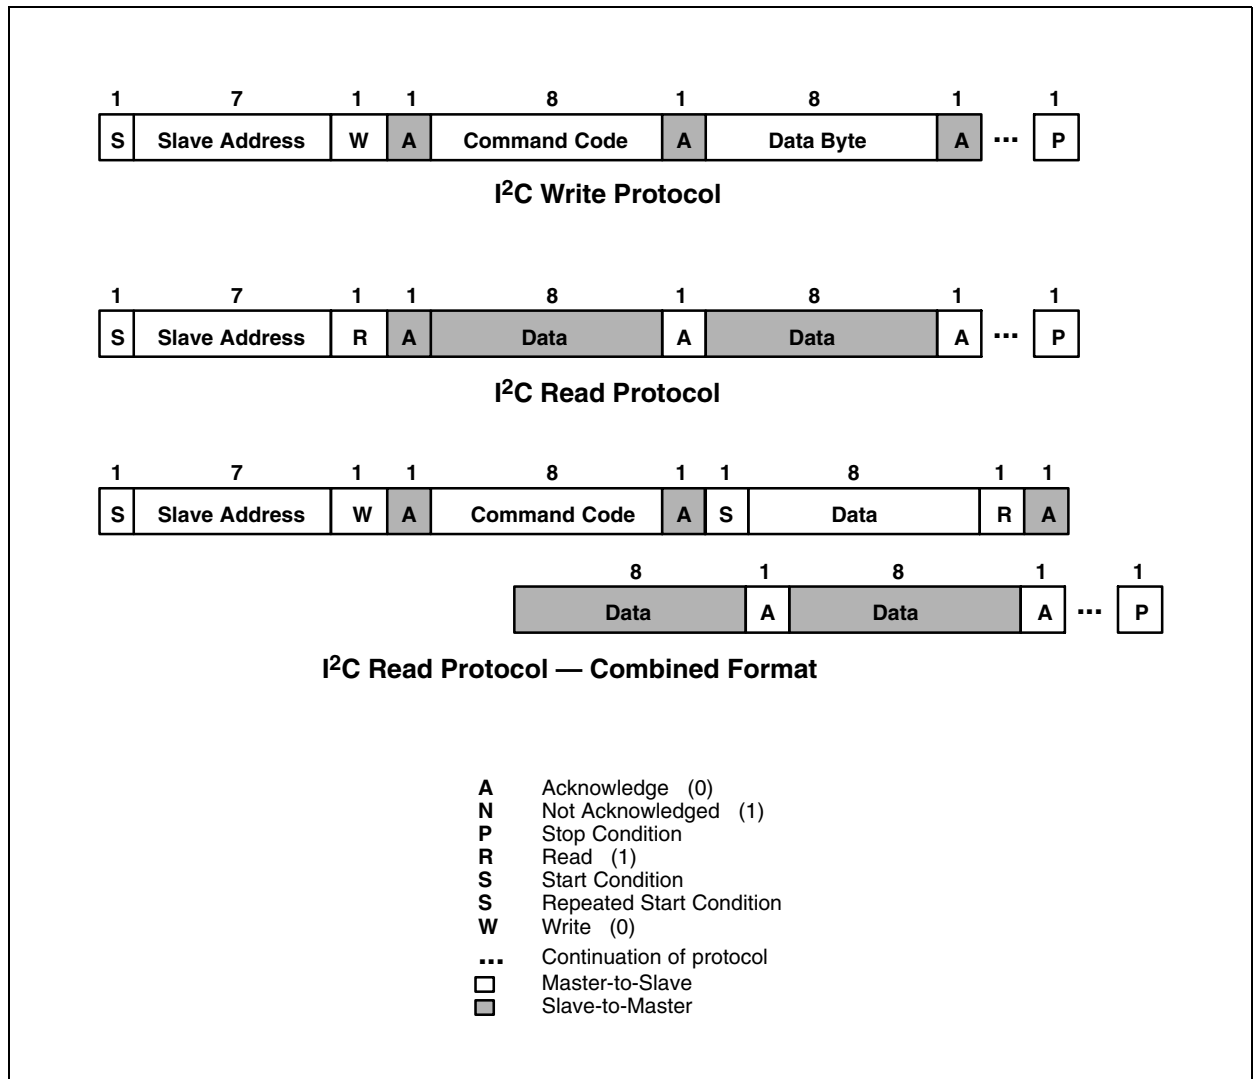 1 7 1 1 8 1 8 1 1
S Slave Address W A Command Code A Data Byte A ... P
I2C Write Protocol
1 7 1 1 8 1 8 1 1
S Slave Address R A Data A Data A ... P
I2C Read Protocol
1 7 1 1 8 1 1 8 1 1
S Slave Address W A Command Code A S Data R A
8 1 8 1 1
Data A Data A ... P
I2C Read Protocol — Combined Format
A Acknowledge (0)
N Not Acknowledged (1)
P Stop Condition
R Read (1)
S Start Condition
S Repeated Start Condition
W Write (0)
... Continuation of protocol
Master-to-Slave
Slave-to-Master